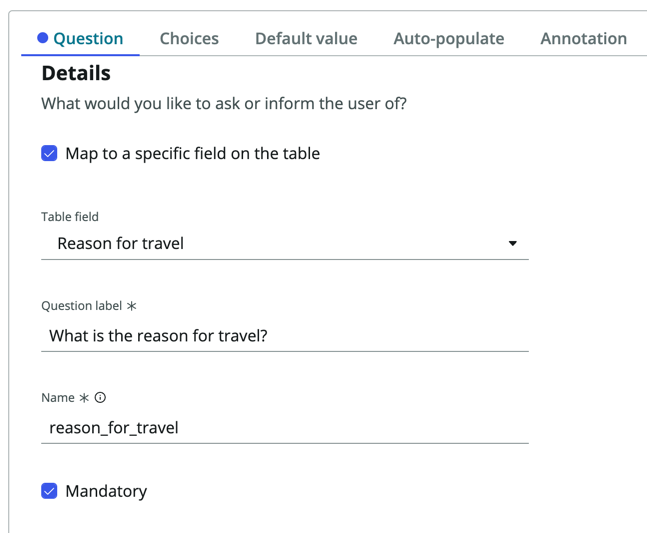 Question Choices Default value Auto-populate Annotation
Details
What would you like to ask or inform the user of?
Map to a specific field on the table
Table field
Reason for travel
Question label *
What is the reason for travel?
Name *
reason_for_travel
Mandatory